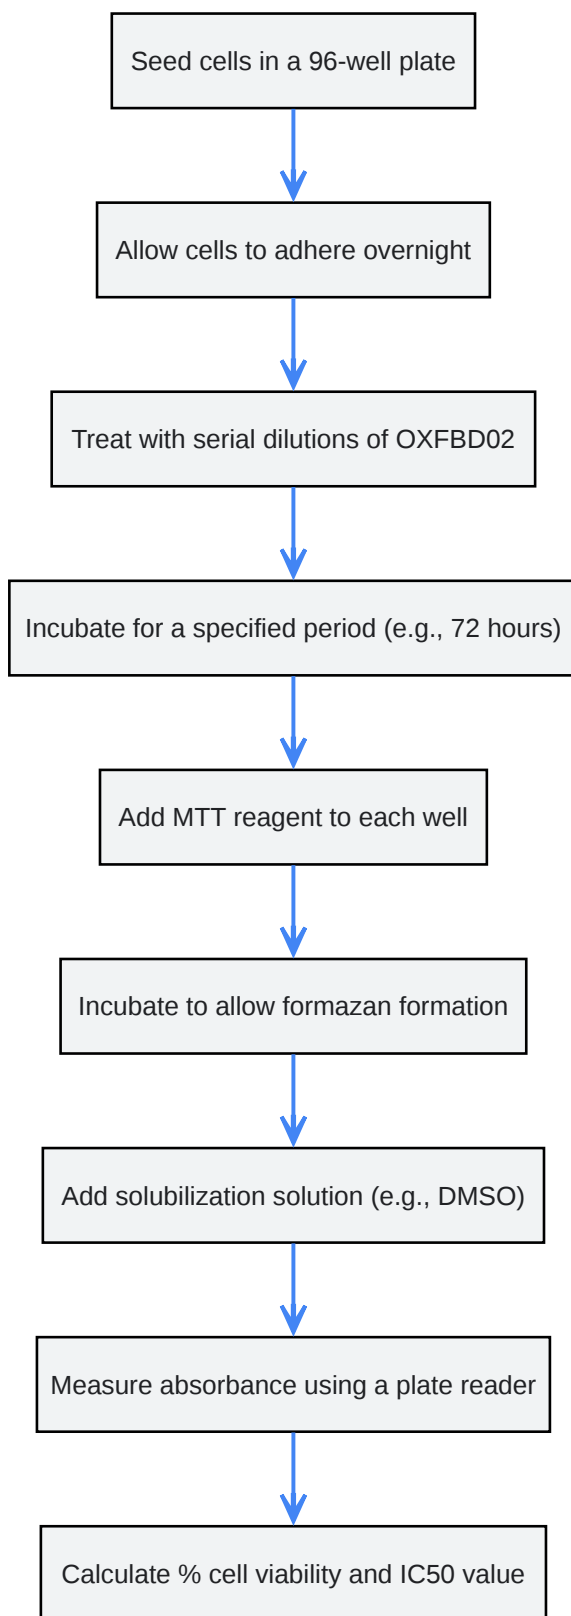 Seed cells in a 96-well plate
Allow cells to adhere overnight
Treat with serial dilutions of OXFBD02
Incubate for a specified period (e.g., 72 hours)
Add MTT reagent to each well
Incubate to allow formazan formation
Add solubilization solution (e.g., DMSO)
Measure absorbance using a plate reader
Calculate % cell viability and IC50 value